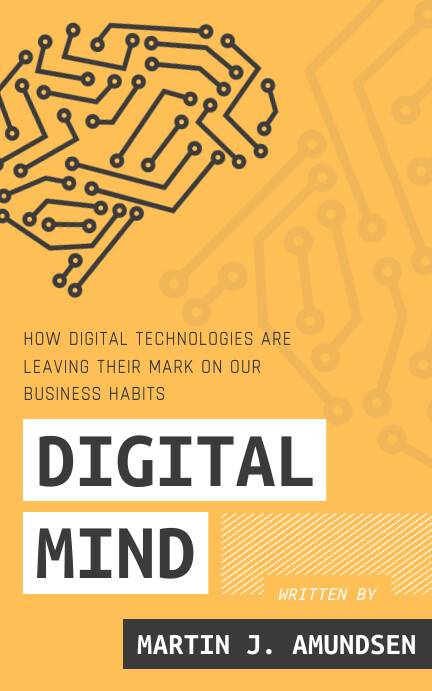 HOW DIGITAL TECHNOLOGIES ARE
LEAVING THEIR MARK ON OUR
BUSINESS HABITS
DIGITAL
MIND
WRITTEN BY
MARTIN J. AMUNDSEN